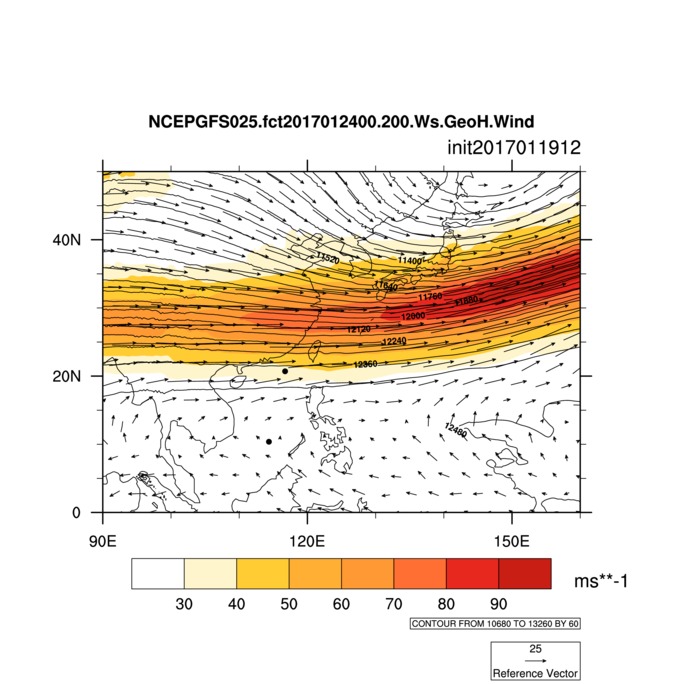 NCEPGFS025.fct2017012400.200.Ws.GeoH.Wind
init2017011912
40N
20N
0
11520
11400
11640
11760
11880
12000
12120
12240
12360
12480
90E 120E 150E
30 40 50 60 70 80 90
ms**-1
CONTOUR FROM 10680 TO 13260 BY 60
25
Reference Vector